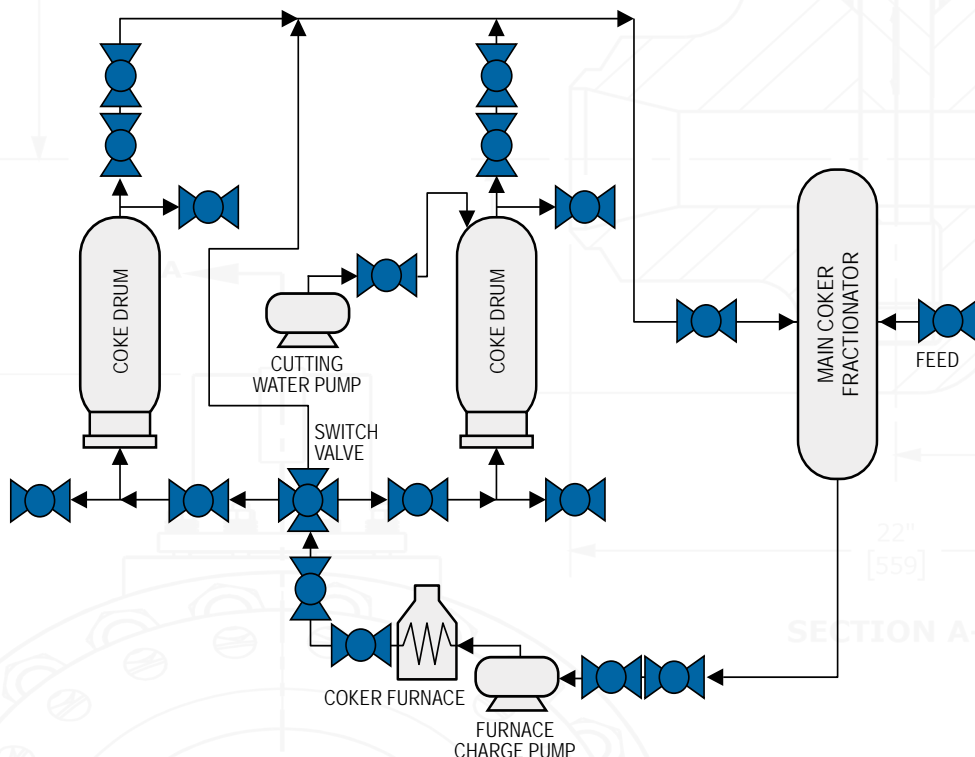 COKE DRUM
COKE DRUM
A
CUTTING
WATER PUMP
MAIN COKER
FRACTIONATOR
FEED
SWITCH
VALVE
22"
[559]
SECTION A
COKER FURNACE
FURNACE
CHARGE PUMP